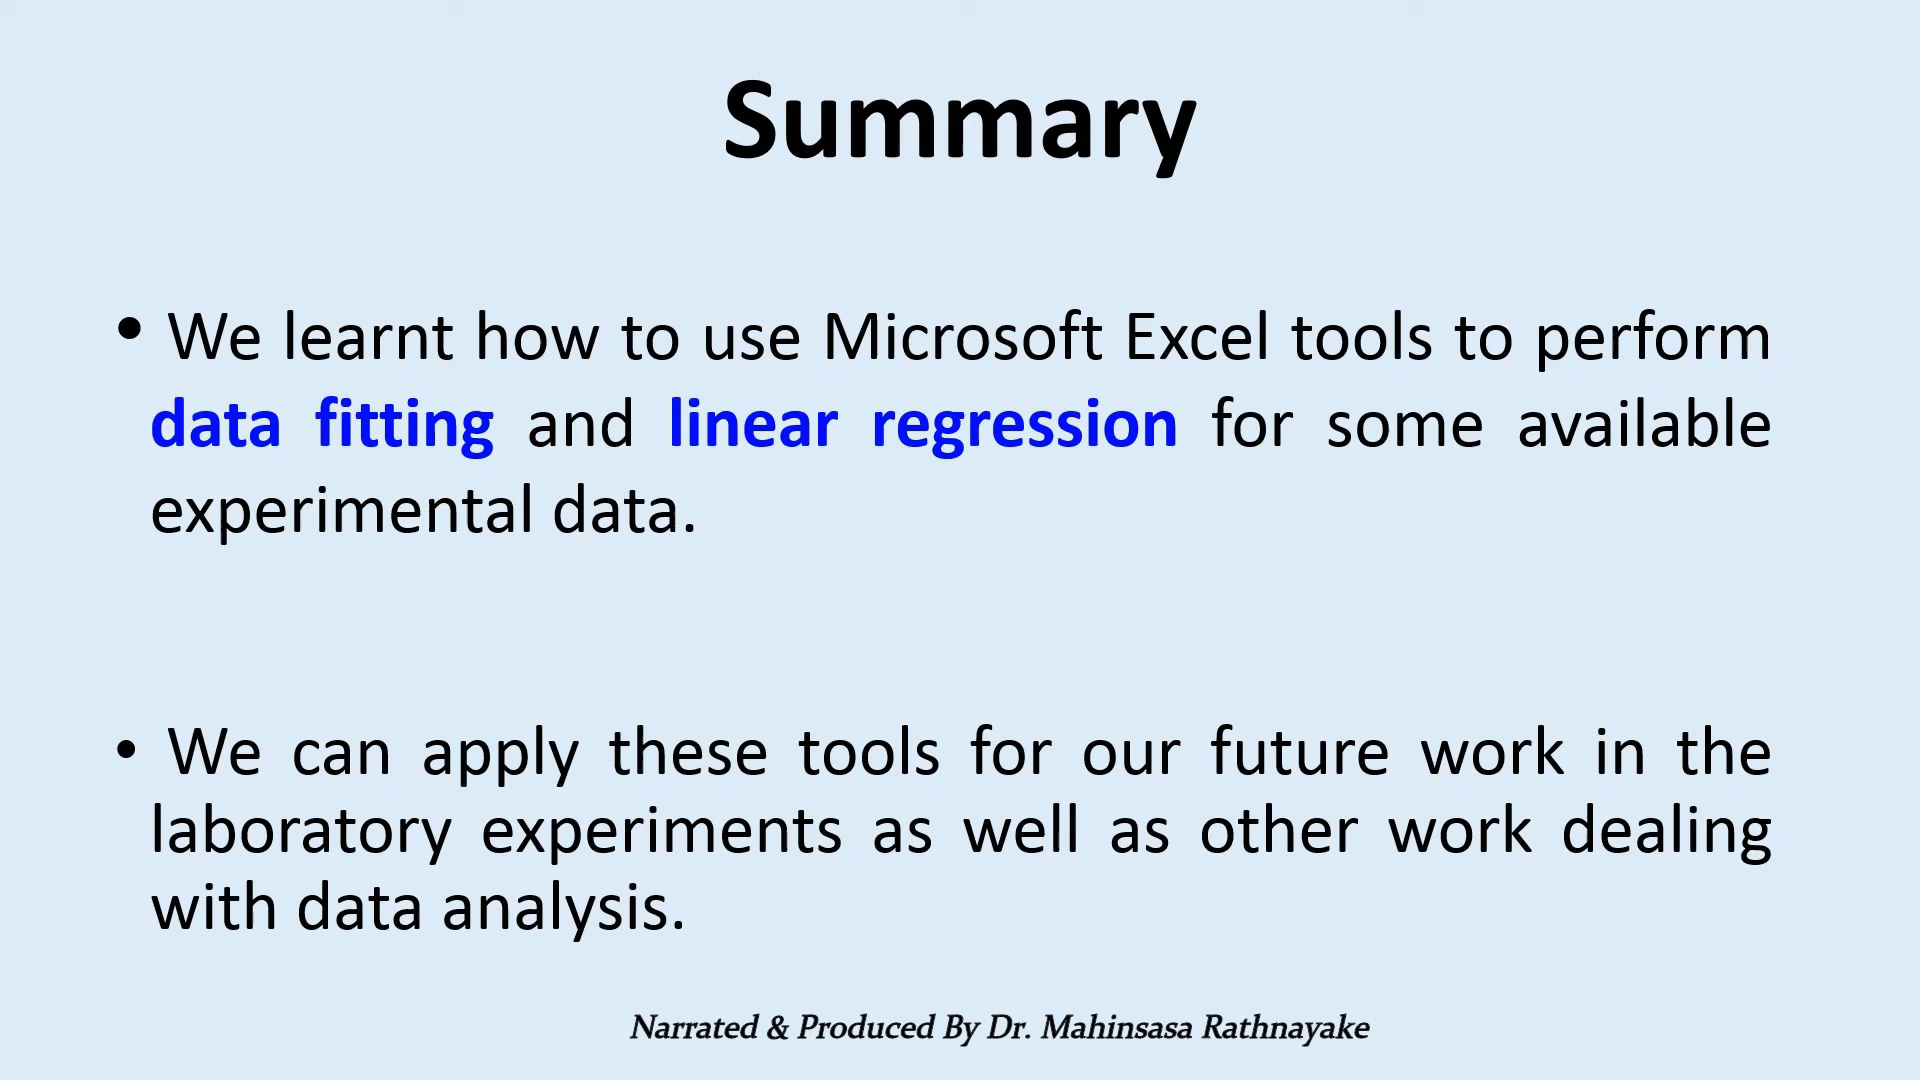 Summary
• We learnt how to use Microsoft Excel tools to perform
data fitting and linear regression for some available
experimental data.
• We can apply these tools for our future work in the
laboratory experiments as well as other work dealing
with data analysis.
Narrated & Produced By Dr. Mahinsasa Rathnayake